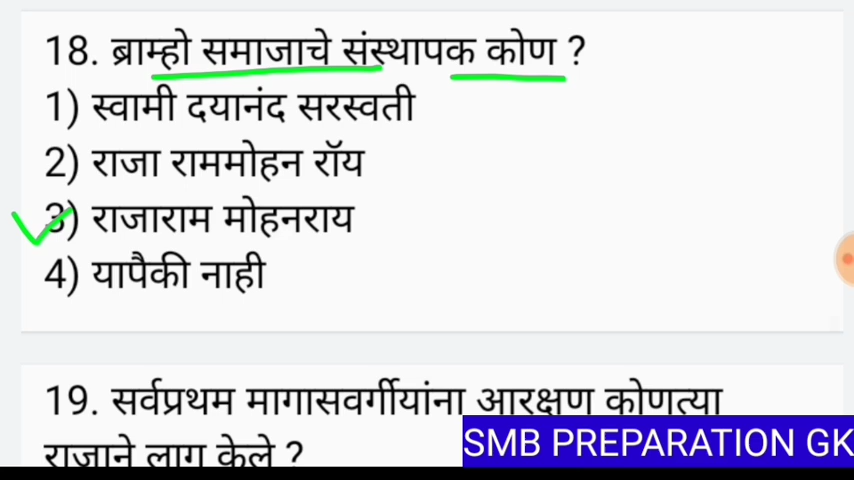 18. ब्राम्हो समाजाचे संस्थापक कोण ?
1) स्वामी दयानंद सरस्वती
2) राजा राममोहन रॉय
3) राजाराम मोहनराय
4) यापैकी नाही
19. सर्वप्रथम मागासवर्गीयांना आरक्षण कोणत्या
राजाने लागू केले ?
SMB PREPARATION GK